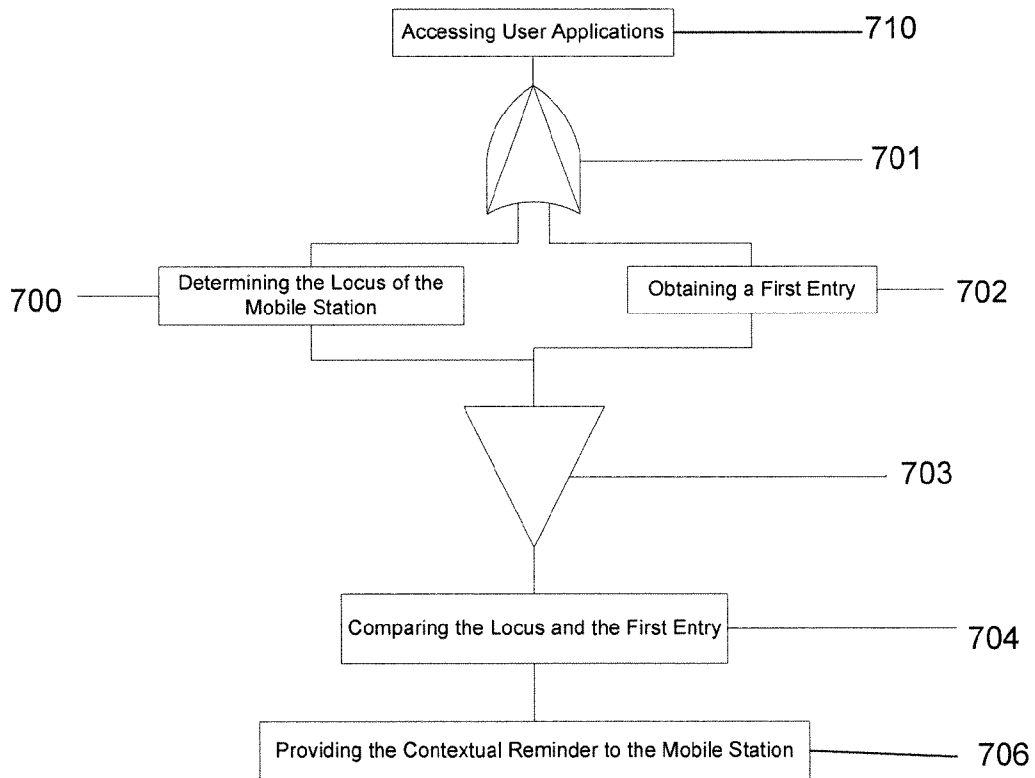 Accessing User Applications
710
701
700
Determining the Locus of the
Mobile Station
Obtaining a First Entry
702
703
Comparing the Locus and the First Entry
704
Providing the Contextual Reminder to the Mobile Station
706